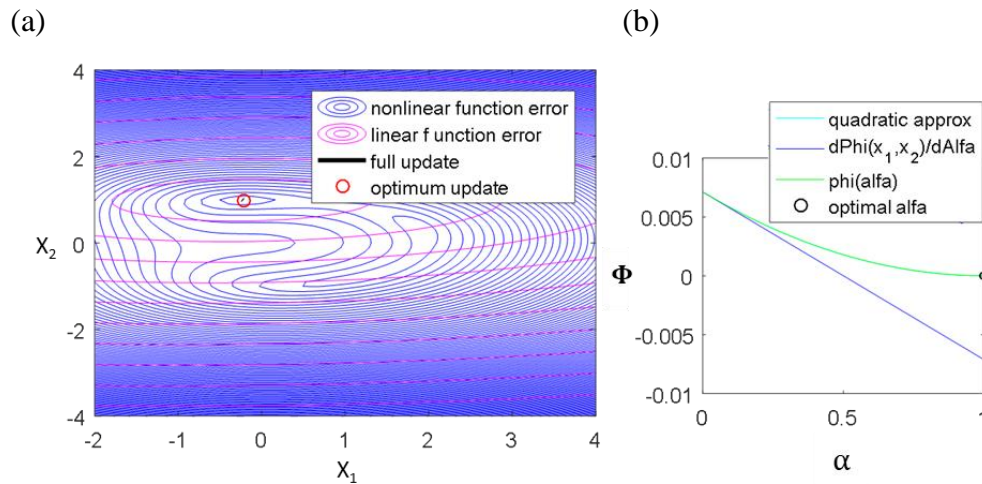 (a)
(b)
4
2
0
-2
-4
X2
-2
-1
0
1
2
3
4
X1
nonlinear function error
linear f unction error
full update
optimum update
quadratic approx
dPhi(x1,x2)/dAlfa
phi(alfa)
optimal alfa
0.01
0.005
0
-0.005
-0.01
Φ
0
0.5
1
α